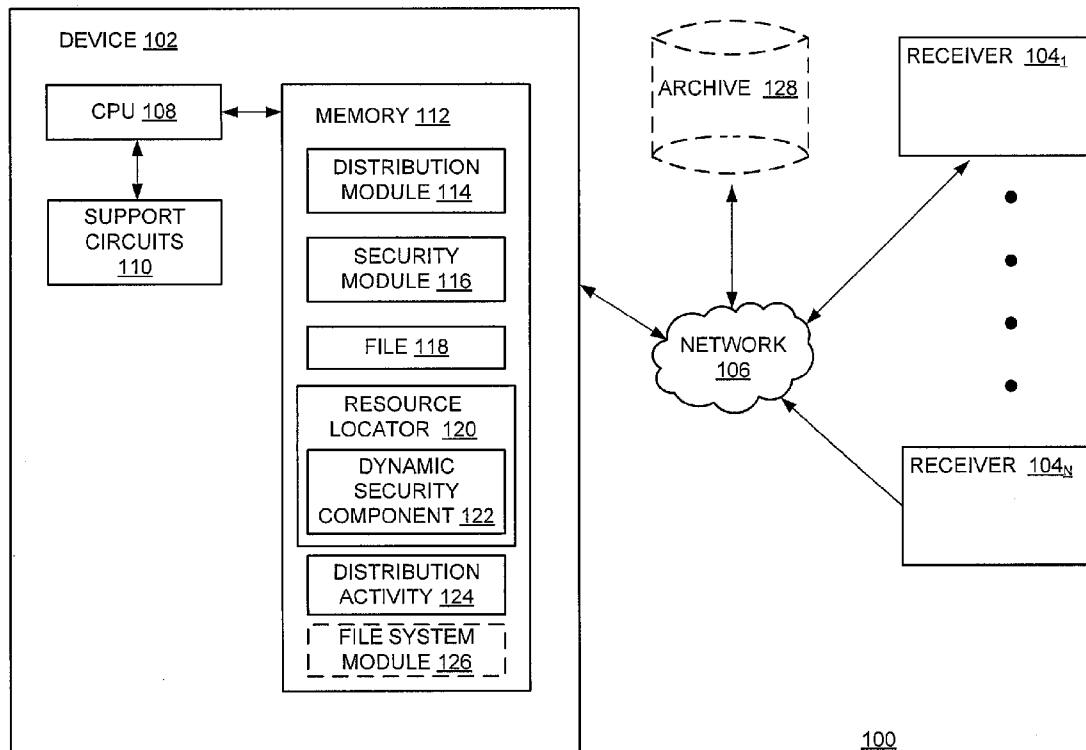 DEVICE 102
CPU 108
SUPPORT
CIRCUITS
110
MEMORY 112
DISTRIBUTION
MODULE 114
SECURITY
MODULE 116
FILE 118
RESOURCE
LOCATOR 120
DYNAMIC
SECURITY
COMPONENT 122
DISTRIBUTION
ACTIVITY 124
FILE SYSTEM
MODULE 126
ARCHIVE 128
NETWORK
106
RECEIVER 104₁
RECEIVER 104N
100